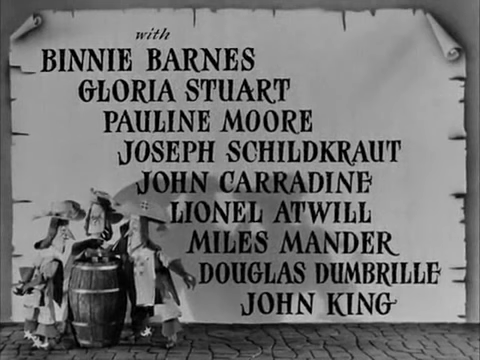 with
BINNIE BARNES
GLORIA STUART
PAULINE MOORE
JOSEPH SCHILDKRAUT
JOHN CARRADINE
LIONEL ATWILL
MILES MANDER
DOUGLAS DUMBRILLE
JOHN KING